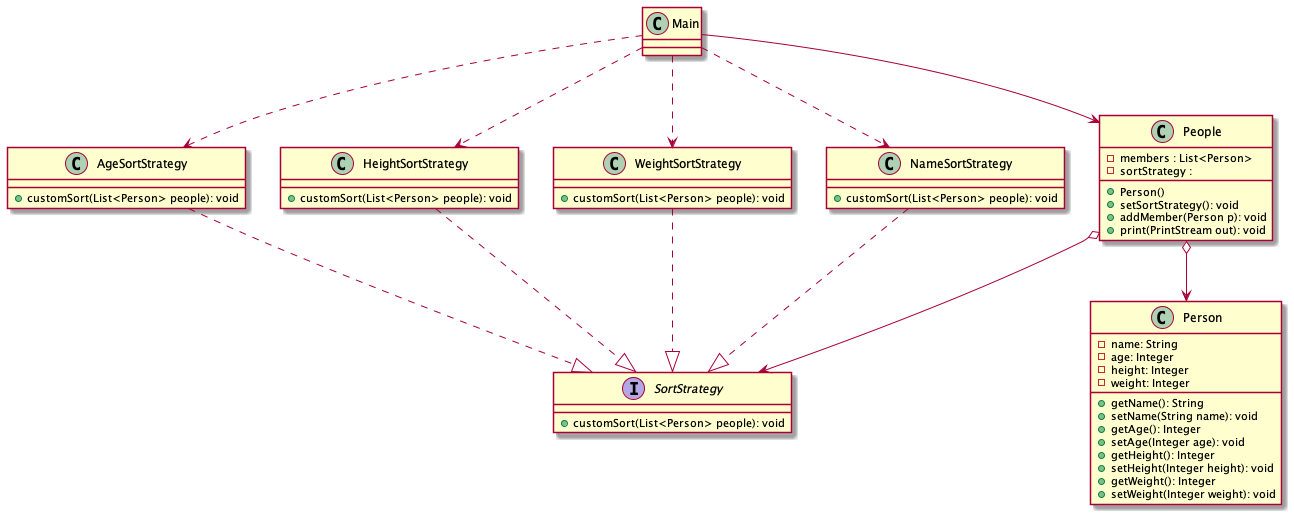 C Main
C AgeSortStrategy
customSort(List<Person> people): void
C HeightSortStrategy
customSort(List<Person> people): void
C WeightSortStrategy
customSort(List<Person> people): void
C NameSortStrategy
customSort(List<Person> people): void
C People
members : List<Person>
sortStrategy :
Person()
setSortStrategy(): void
addMember(Person p): void
print(PrintStream out): void
I SortStrategy
customSort(List<Person> people): void
C Person
name: String
age: Integer
height: Integer
weight: Integer
getName(): String
setName(String name): void
getAge(): Integer
setAge(Integer age): void
getHeight(): Integer
setHeight(Integer height): void
getWeight(): Integer
setWeight(Integer weight): void